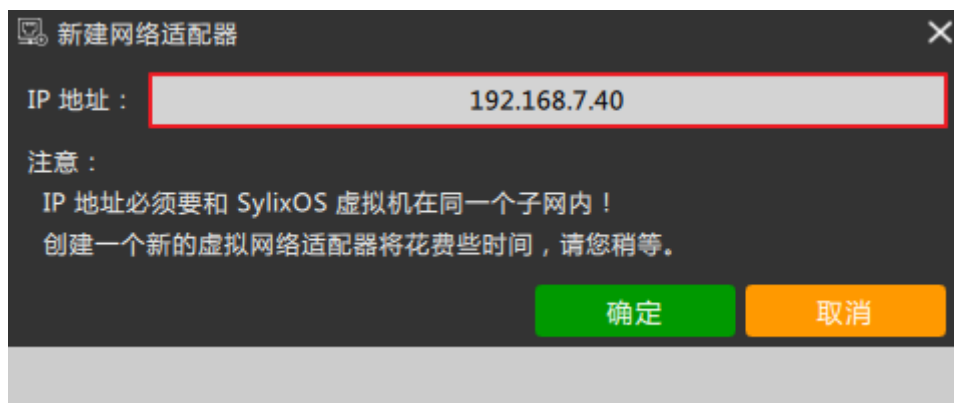 新建网络适配器
IP 地址：
192.168.7.40
注意：
IP 地址必须要和 SylixOS 虚拟机在同一个子网内！
创建一个新的虚拟网络适配器将花费些时间，请您稍等。
确定
取消